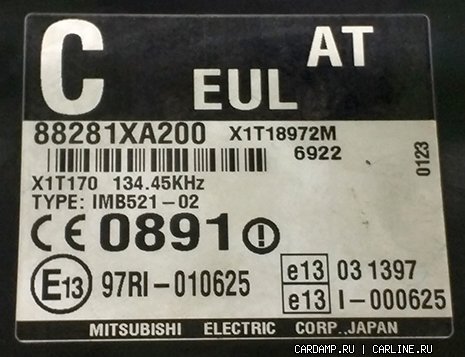 C EUL AT
88281XA200 X1T18972M
6922
0123
X1T170 134.45KHz
TYPE: IMB521-02
CE 0891
E13 97RI-010625
e13 03 1397
e13 I-000625
MITSUBISHI ELECTRIC CORP.,JAPAN
CARDAMP.RU | CARLINE.RU